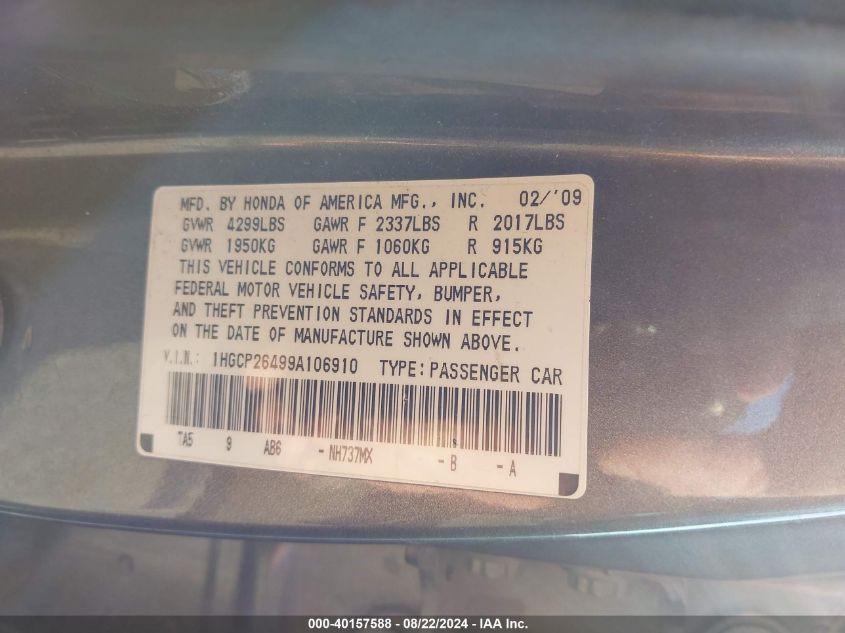 MFD. BY HONDA OF AMERICA MFG., INC. 02/'09
GVWR 4299LBS GAWR F 2337LBS R 2017LBS
GVWR 1950KG GAWR F 1060KG R 915KG
THIS VEHICLE CONFORMS TO ALL APPLICABLE
FEDERAL MOTOR VEHICLE SAFETY, BUMPER,
AND THEFT PREVENTION STANDARDS IN EFFECT
ON THE DATE OF MANUFACTURE SHOWN ABOVE.
V.I.N.: 1HGCP26499A106910 TYPE:PASSENGER CAR
TA5 9 AB6 - NH737MX - B - A
000-40157588 - 08/22/2024 - IAA Inc.